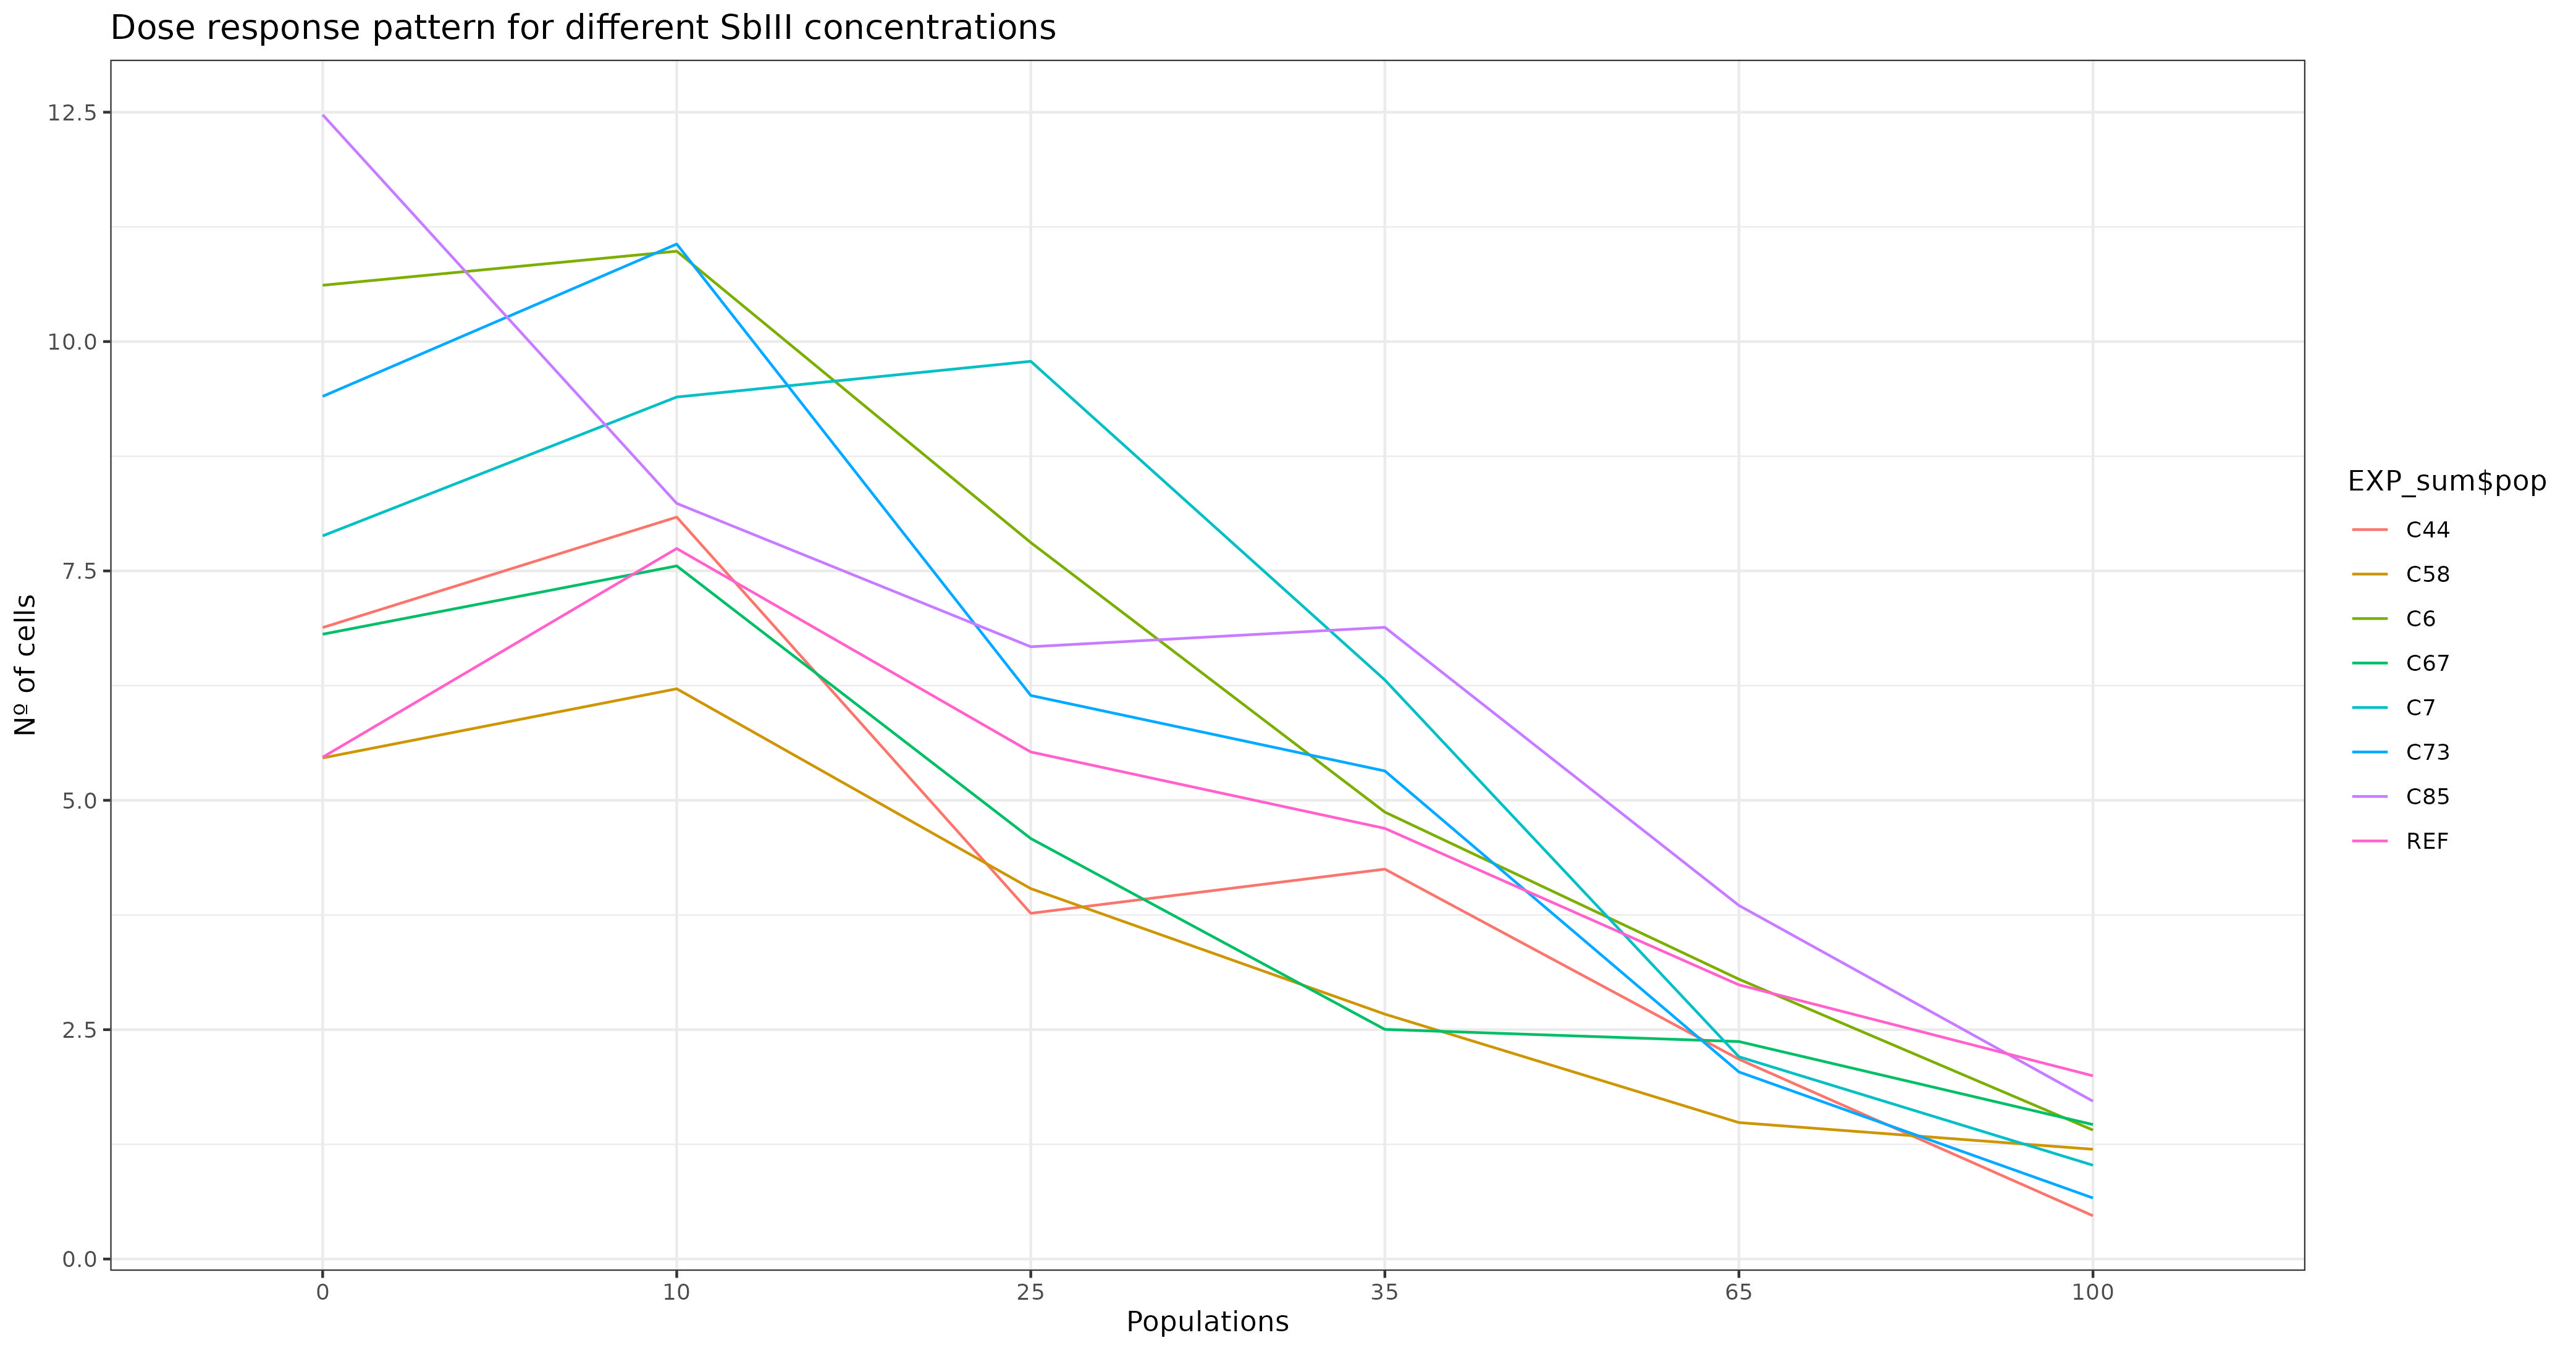 Dose response pattern for different SbIII concentrations
12.5
10.0
7.5
5.0
2.5
0.0
Nº of cells
0 10 25 35 65 100
Populations
EXP_sum$pop
C44
C58
C6
C67
C7
C73
C85
REF